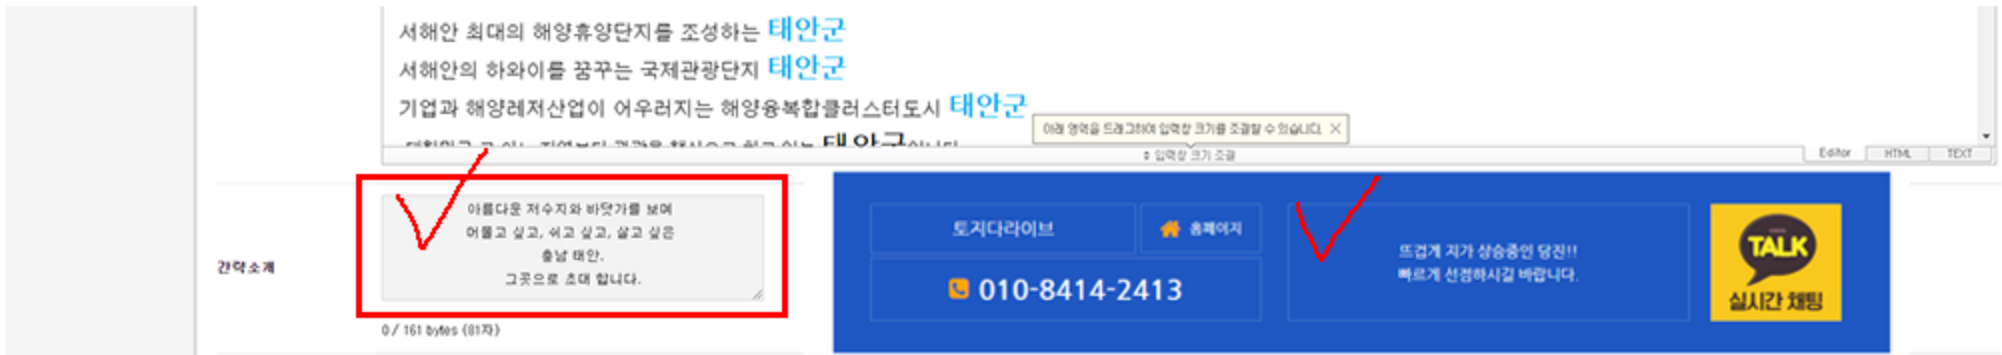 서해안 최대의 해양휴양단지를 조성하는 태안군
서해안의 하와이를 꿈꾸는 국제관광단지 태안군
기업과 해양레저산업이 어우러지는 해양융복합클러스터도시 태안군
아래 영역을 드래그하여 입력창 크기를 조절할 수 있습니다. ×
태안군
입력창 크기 조절
Editor HTML TEXT
간략소개
아름다운 저수지와 바닷가를 보며
머물고 싶고, 쉬고 싶고, 살고 싶은
충남 태안.
그곳으로 초대 합니다.
0 / 161 bytes (81자)
토지다라이브
홈페이지
010-8414-2413
뜨겁게 지가 상승중인 당진!!
빠르게 선점하시길 바랍니다.
TALK
실시간 채팅